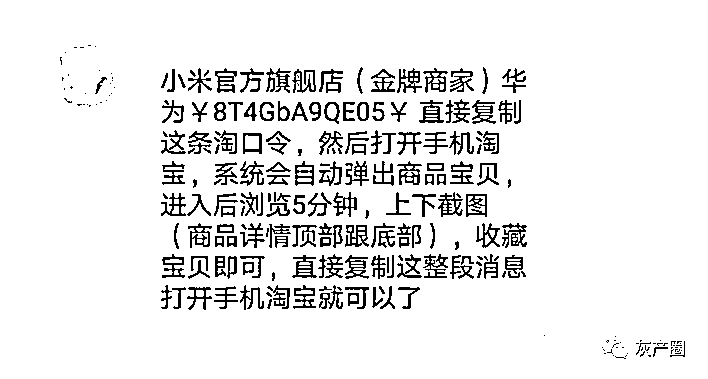 小米官方旗舰店（金牌商家）华
为￥8T4GbA9QE05￥ 直接复制
这条淘口令，然后打开手机淘
宝，系统会自动弹出商品宝贝，
进入后浏览5分钟，上下截图
（商品详情顶部跟底部），收藏
宝贝即可，直接复制这整段消息
打开手机淘宝就可以了
灰产圈